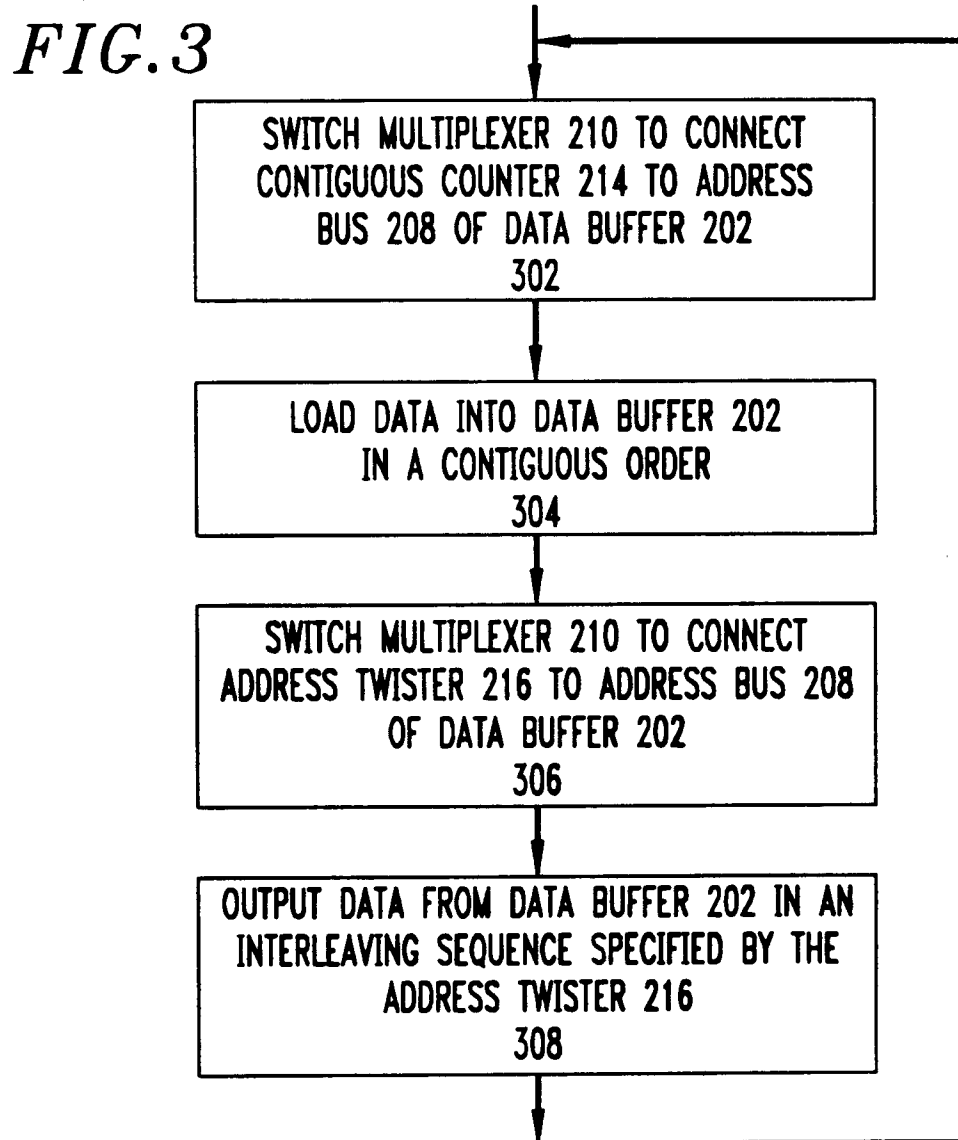 FIG.3
SWITCH MULTIPLEXER 210 TO CONNECT
CONTIGUOUS COUNTER 214 TO ADDRESS
BUS 208 OF DATA BUFFER 202
302
LOAD DATA INTO DATA BUFFER 202
IN A CONTIGUOUS ORDER
304
SWITCH MULTIPLEXER 210 TO CONNECT
ADDRESS TWISTER 216 TO ADDRESS BUS 208
OF DATA BUFFER 202
306
OUTPUT DATA FROM DATA BUFFER 202 IN AN
INTERLEAVING SEQUENCE SPECIFIED BY THE
ADDRESS TWISTER 216
308